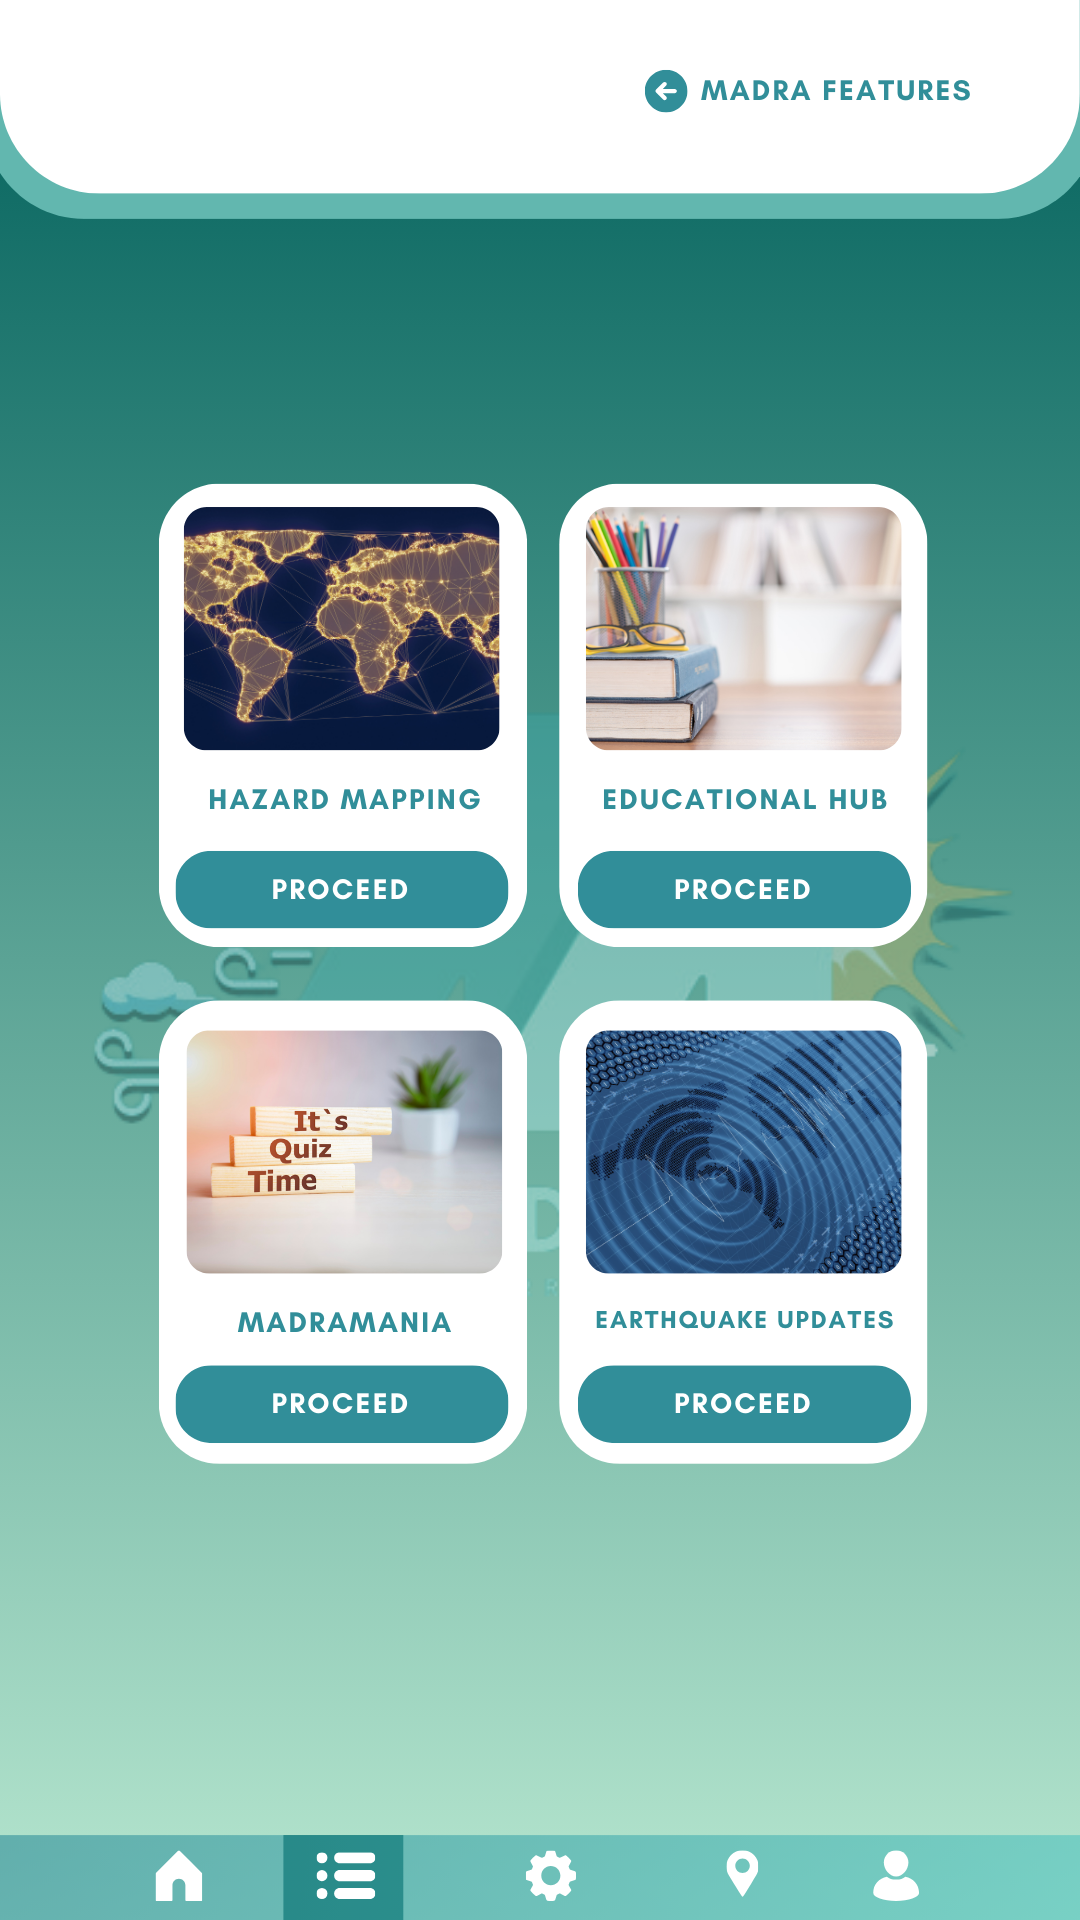 MADRA FEATURES
HAZARD MAPPING
PROCEED
EDUCATIONAL HUB
PROCEED
It`s
Quiz
Time
MADRAMANIA
PROCEED
EARTHQUAKE UPDATES
PROCEED